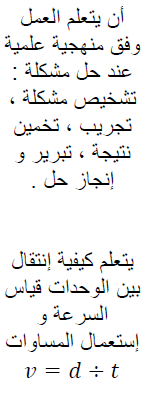 أن يتعلم العمل
وفق منهجية علمية
عند حل مشكلة :
تشخيص مشكلة ،
تجريب ، تخمين
نتيجة ، تبرير و
إنجاز حل .
يتعلم كيفية إنتقال
بين الوحدات قياس
السرعة و
إستعمال المساوات
v = d ÷ t